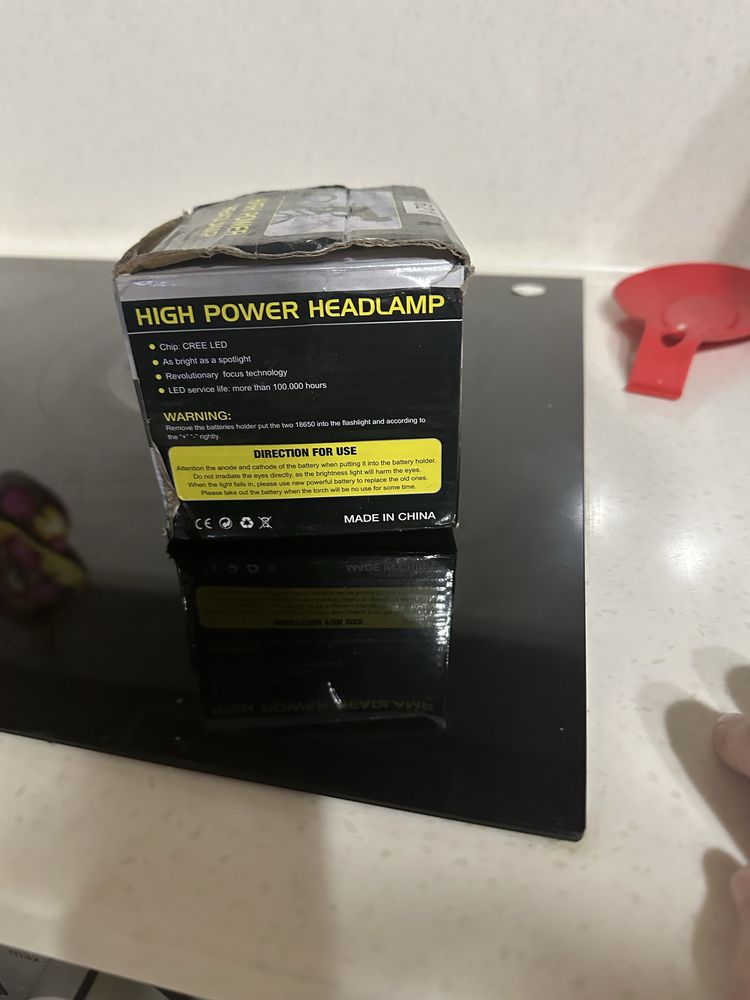 HIGH POWER
HIGH POWER HEADLAMP
Chip: CREE LED
As bright as a spotlight
Revolutionary focus technology
LED service life: more than 100.000 hours
WARNING:
Remove the batteries holder put the two 18650 into the flashlight and according to
the "+" "-" rightly.
DIRECTION FOR USE
Attention the anode and cathode of the battery when putting it into the battery holder.
Do not irradiate the eyes directly, as the brightness light will harm the eyes.
When the light fails in, please use new powerful battery to replace the old ones.
Please take out the battery when the torch will be no use for some time.
CE
MADE IN CHINA
max